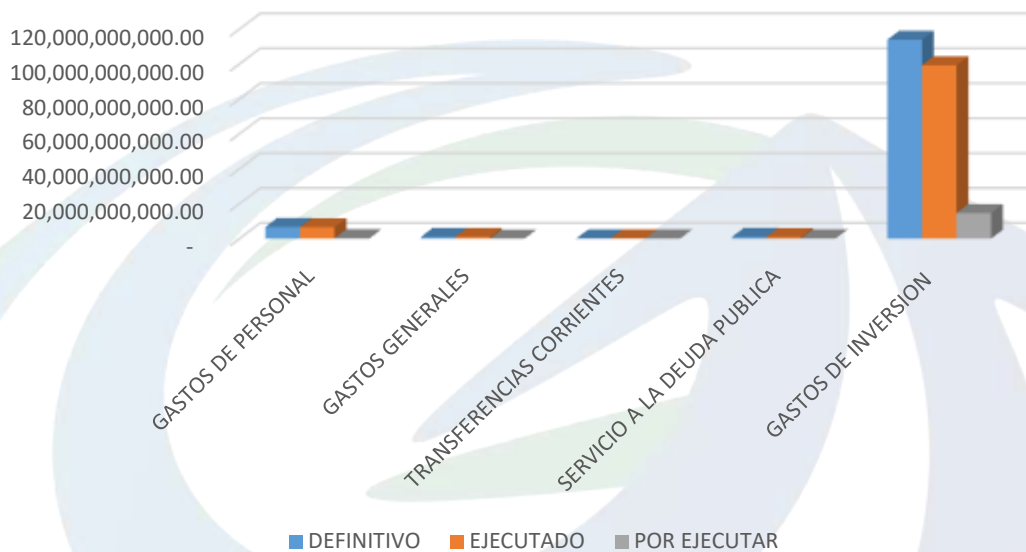 120,000,000,000.00
100,000,000,000.00
80,000,000,000.00
60,000,000,000.00
40,000,000,000.00
20,000,000,000.00
-
GASTOS DE PERSONAL
GASTOS GENERALES
TRANSFERENCIAS CORRIENTES
SERVICIO A LA DEUDA PUBLICA
GASTOS DE INVERSION
DEFINITIVO EJECUTADO POR EJECUTAR